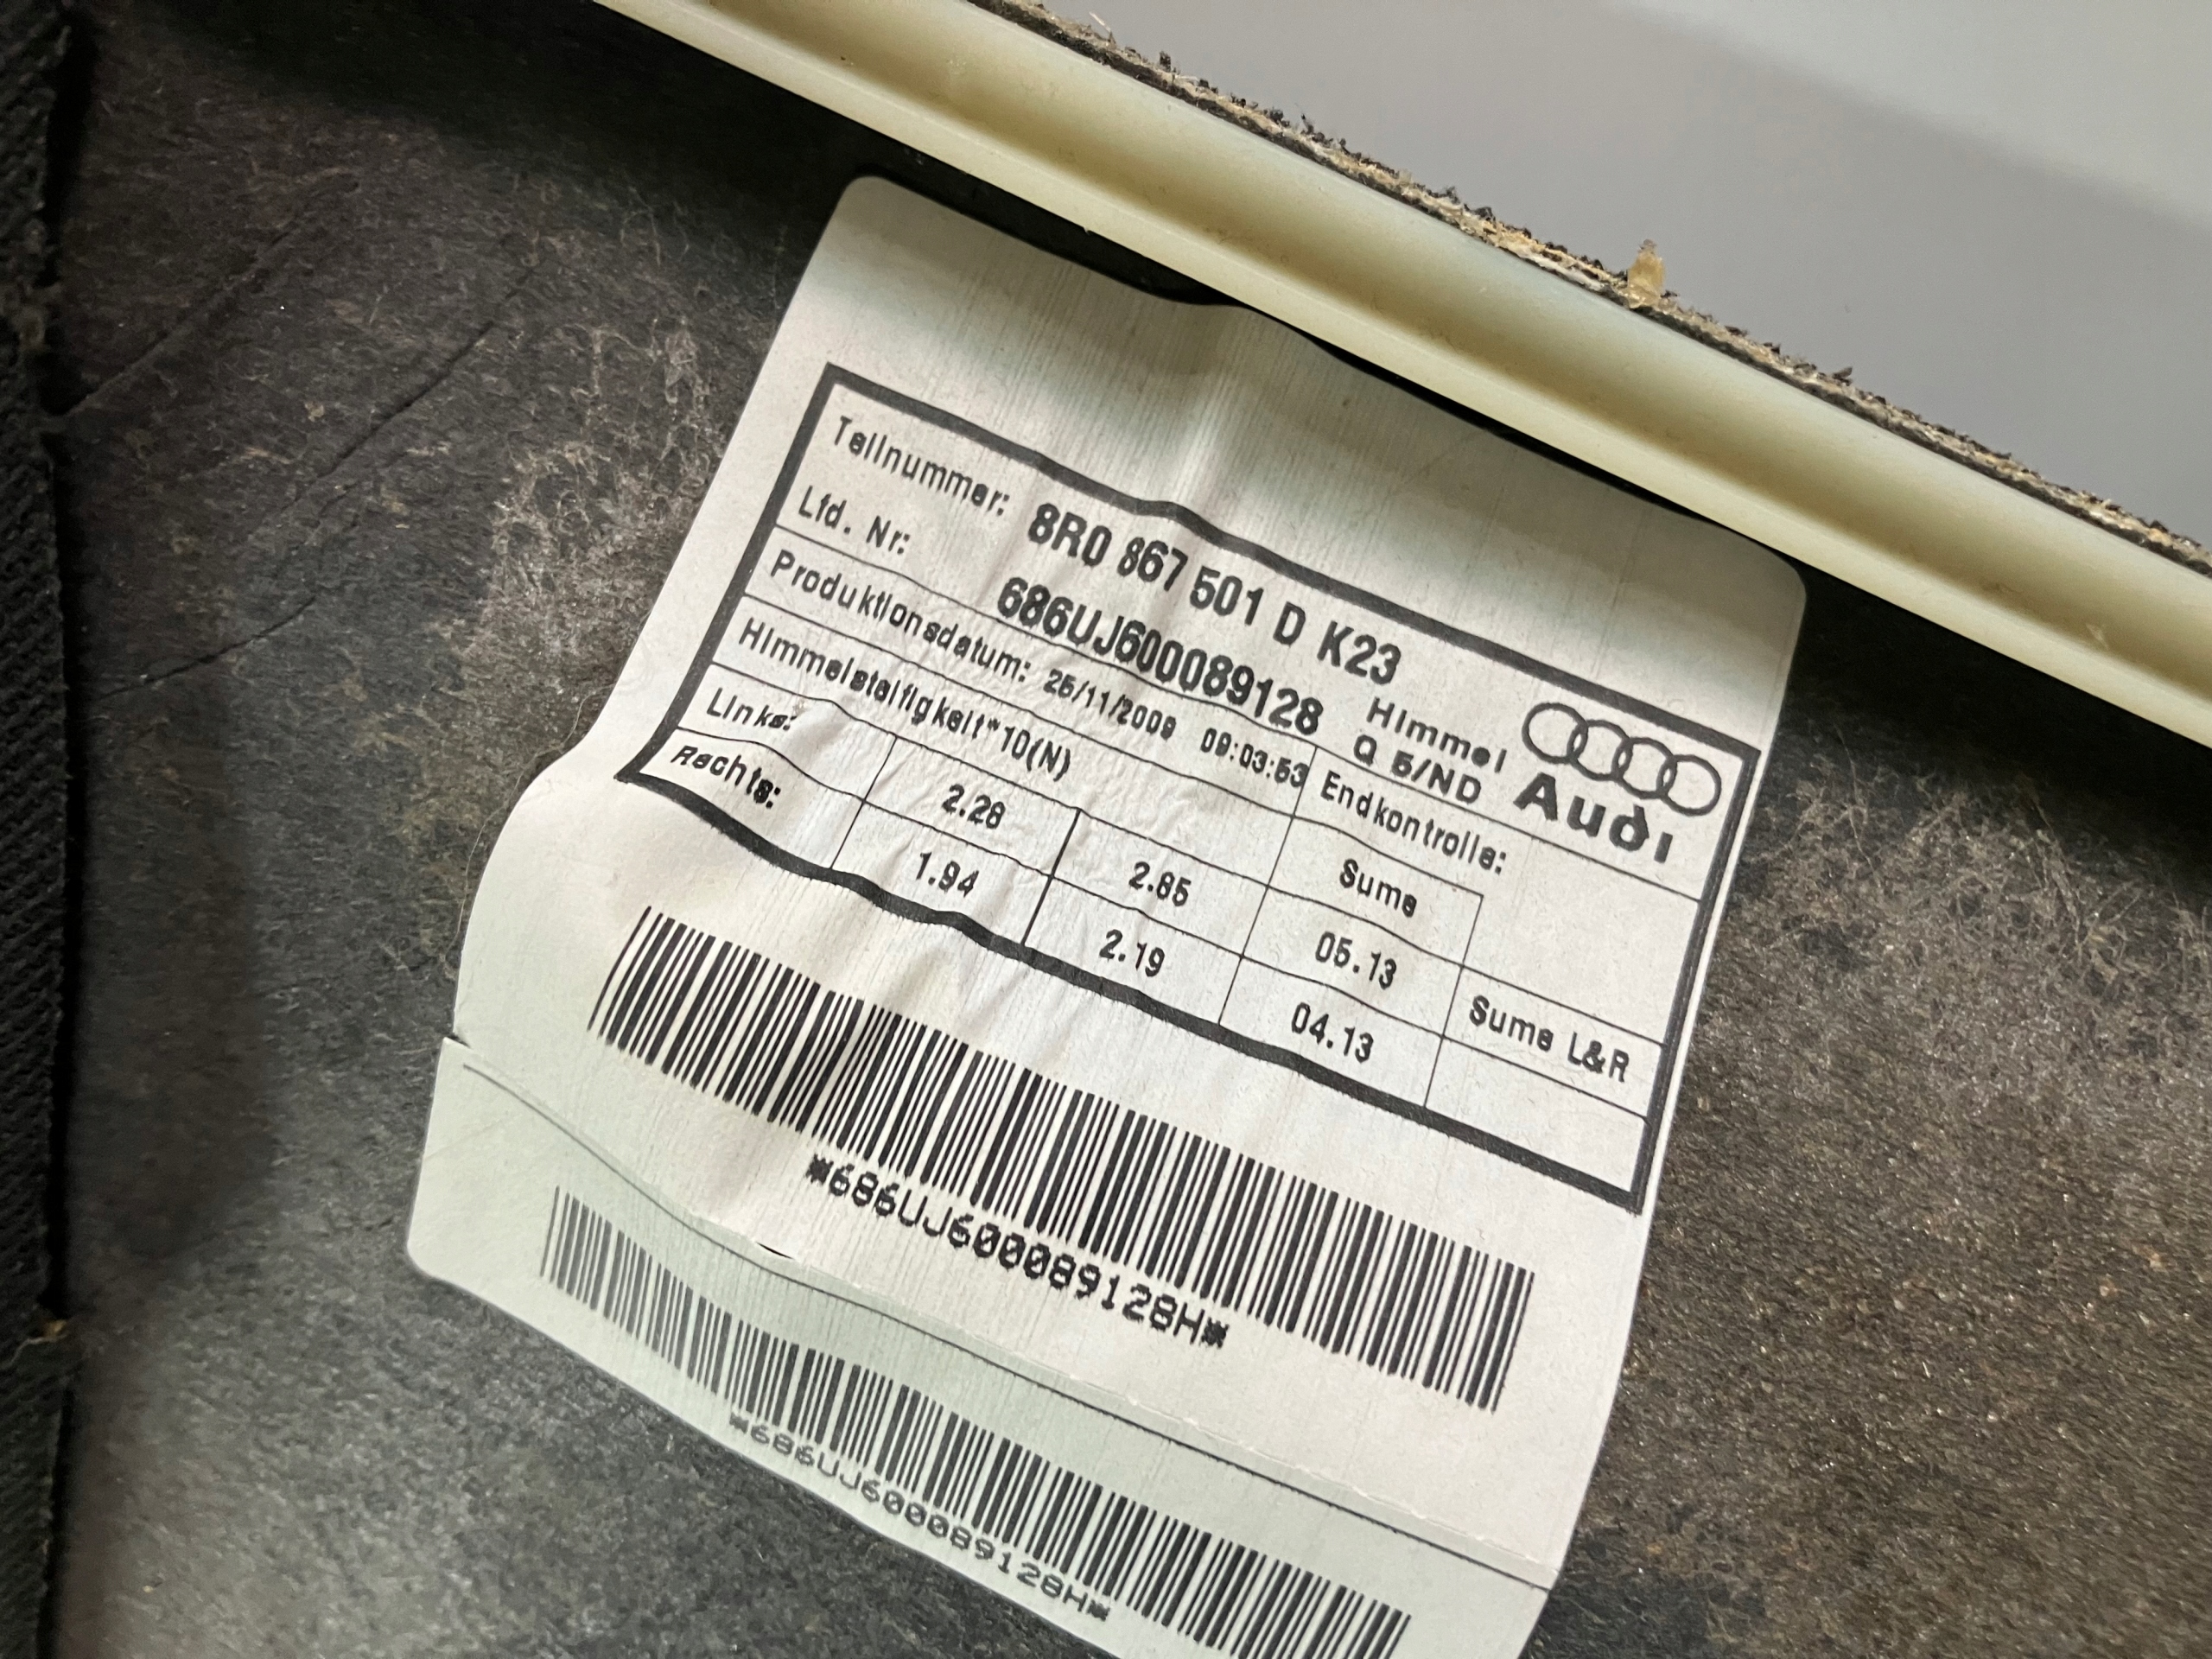 Teilnummer: 8R0 867 501 D K23
Lfd. Nr: 686UJ600089128
Himmel
Q 5/ND
Audi
Produktionsdatum: 25/11/2009 09:03:53 Endkontrolle:
Himmelsteifigkeit*10(N) Sume
Links: 2.28 2.85 05.13 Sume L&R
Rechts: 1.94 2.19 04.13
*686UJ600089128H*
*686UJ600089128H*